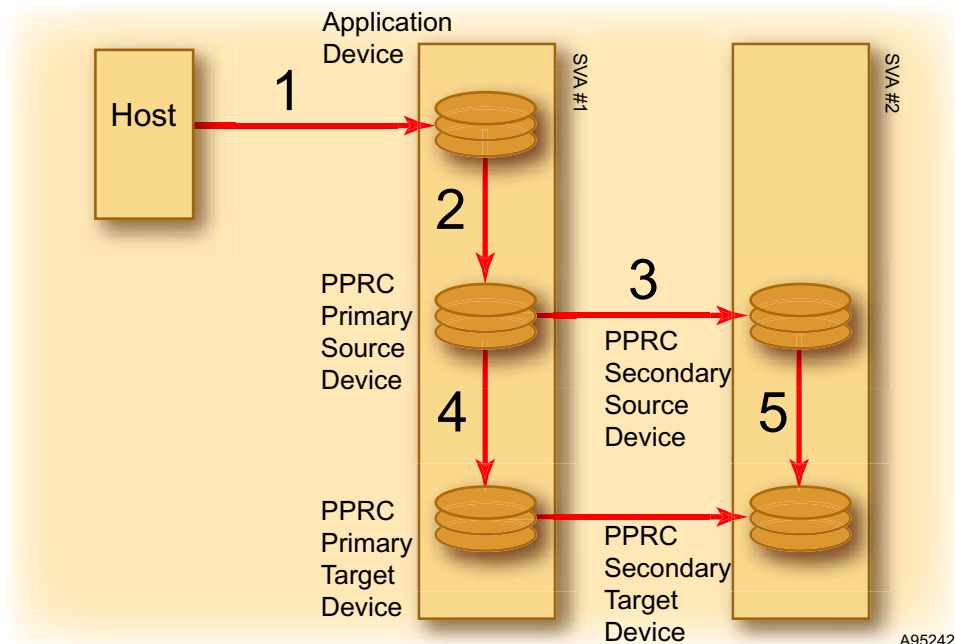 Application
Device
SVA #1
SVA #2
Host
1
2
PPRC
Primary
Source
Device
3
PPRC
Secondary
Source
Device
4
5
PPRC
Primary
Target
Device
PPRC
Secondary
Target
Device
A95242